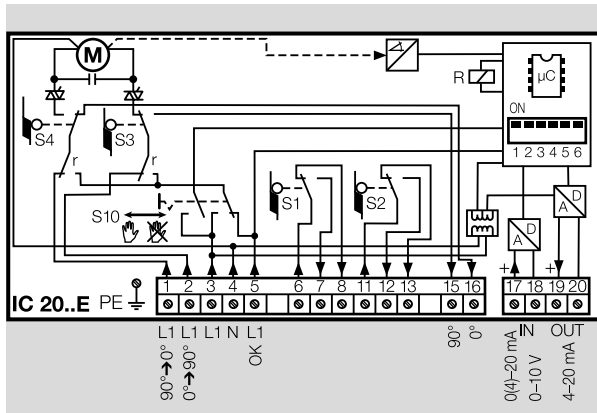 M
R
µC
ON
1 2 3 4 5 6
S4
S3
r
r
S10
S1
S2
A D
D A
IC 20..E PE
1 2 3 4 5 6 7 8 11 12 13 15 16 17 18 19 20
+
+
L1 90°→0°
L1 0°→90°
L1
N
L1 OK
90°
0°
IN
0(4)–20 mA
0–10 V
OUT
4–20 mA